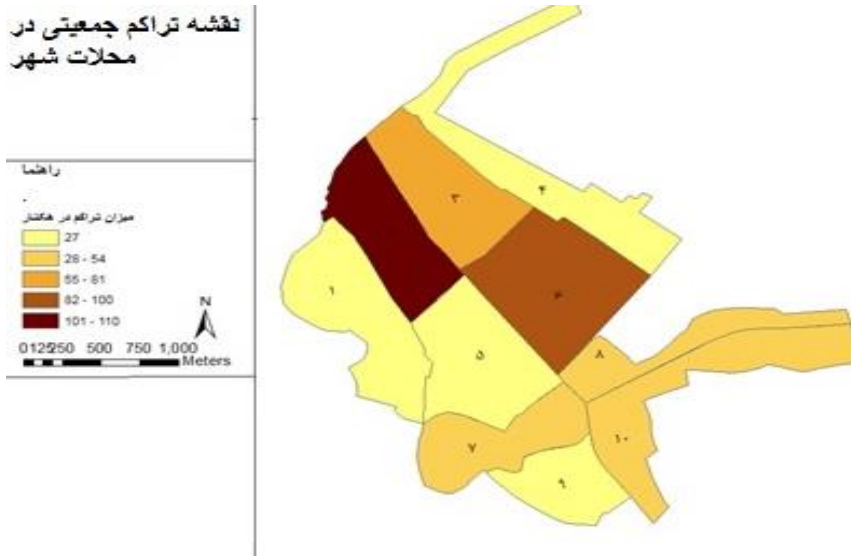 نقشه تراکم جمعیتی در
محلات شهر
راهنما
.
میزان تراکم در هکتار
27
28 - 54
55 - 81
82 - 100
101 - 110
N
0125250 500 750 1,000
Meters
۴
۳
۱
۵
۸
۷
۱۰
۹